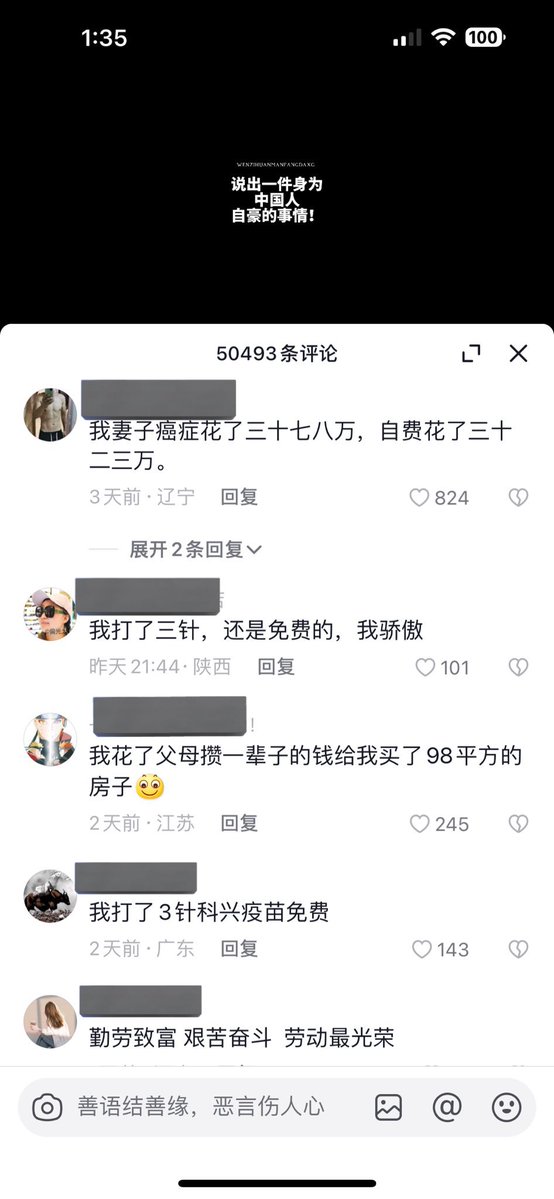 1:35
100
WENZIHUANMANFANGDAXG
说出一件身为
中国人
自豪的事情！
50493条评论
我妻子癌症花了三十七八万，自费花了三十
二三万。
3天前·辽宁 回复 824
展开2条回复
我打了三针，还是免费的，我骄傲
昨天21:44·陕西 回复 101
！
我花了父母攒一辈子的钱给我买了98平方的
房子
2天前·江苏 回复 245
我打了3针科兴疫苗免费
2天前·广东 回复 143
勤劳致富 艰苦奋斗 劳动最光荣
善语结善缘，恶言伤人心